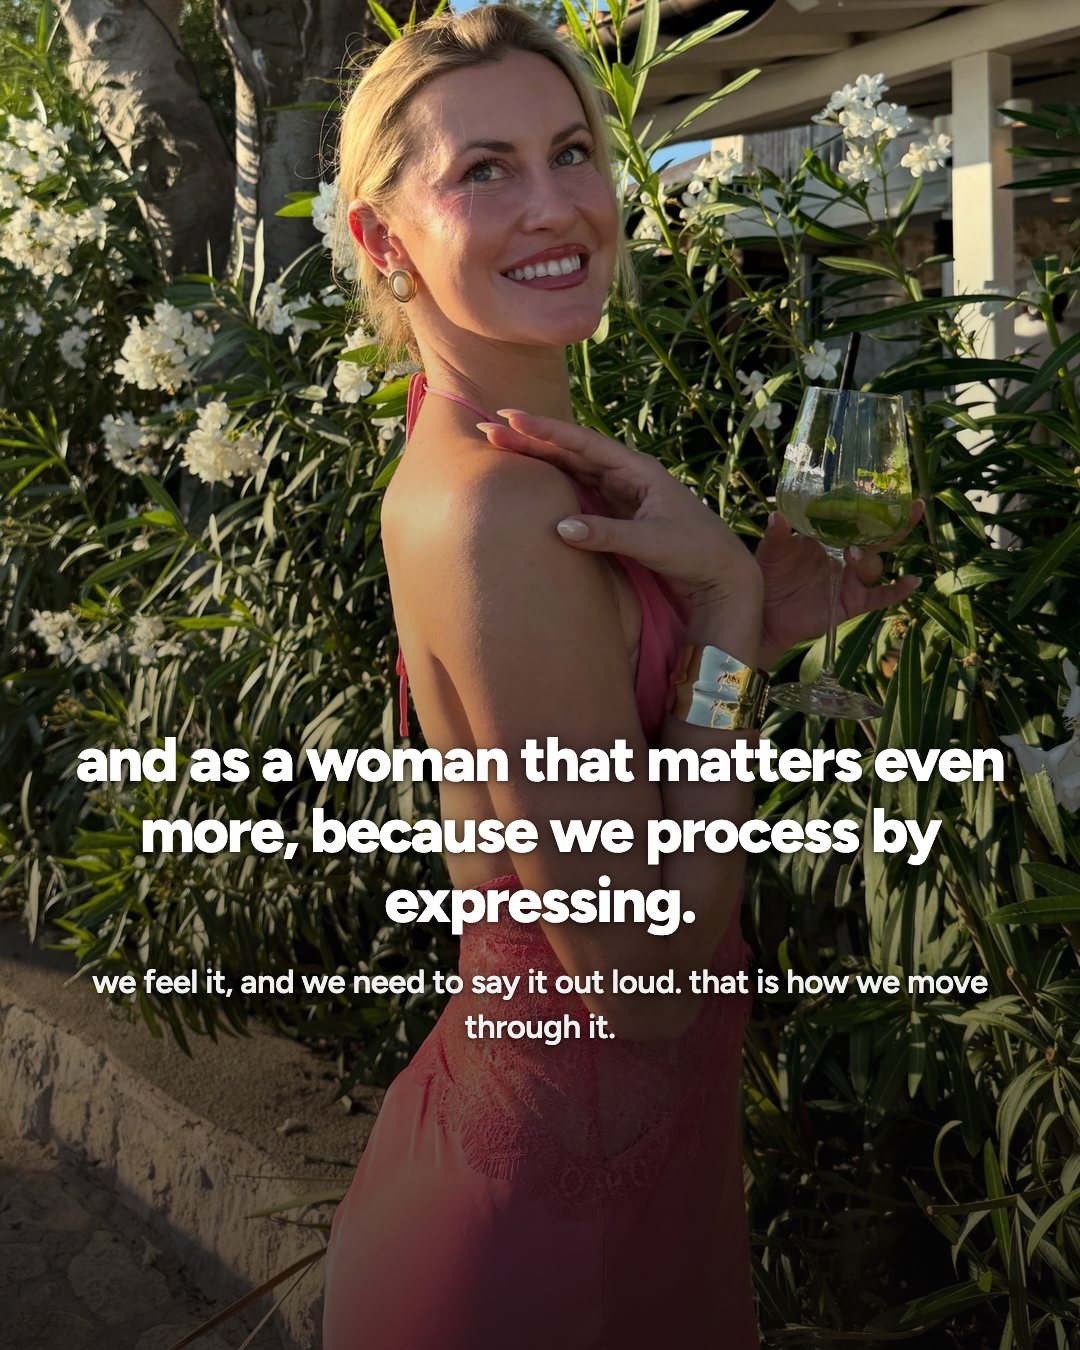 and as a woman that matters even
more, because we process by
expressing.
we feel it, and we need to say it out loud. that is how we move
through it.